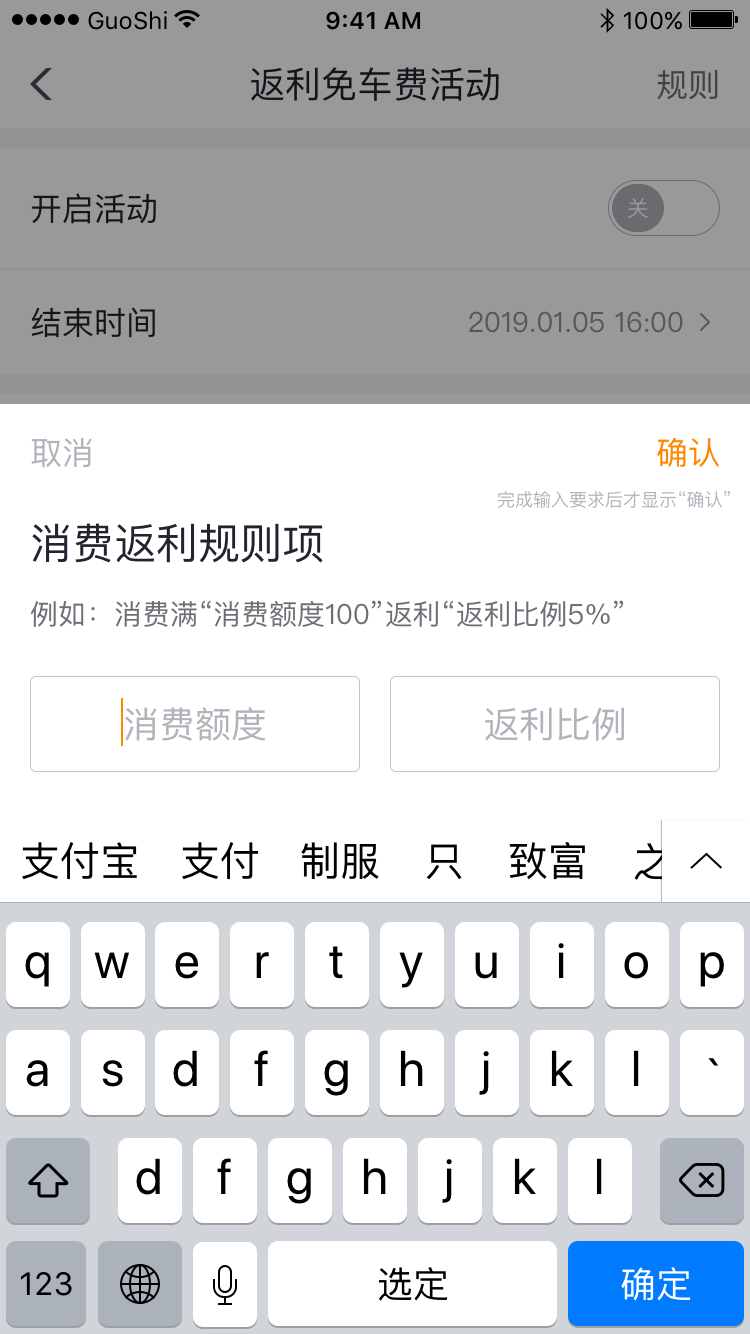 ●●●●● GuoShi 9:41 AM 100%
返利免车费活动 规则
开启活动 关
结束时间 2019.01.05 16:00
取消 确认
完成输入要求后才显示“确认”
消费返利规则项
例如：消费满“消费额度100”返利“返利比例5%”
消费额度 返利比例
支付宝 支付 制服 只 致富 之
q w e r t y u i o p
a s d f g h j k l `
d f g h j k l
123 选定 确定